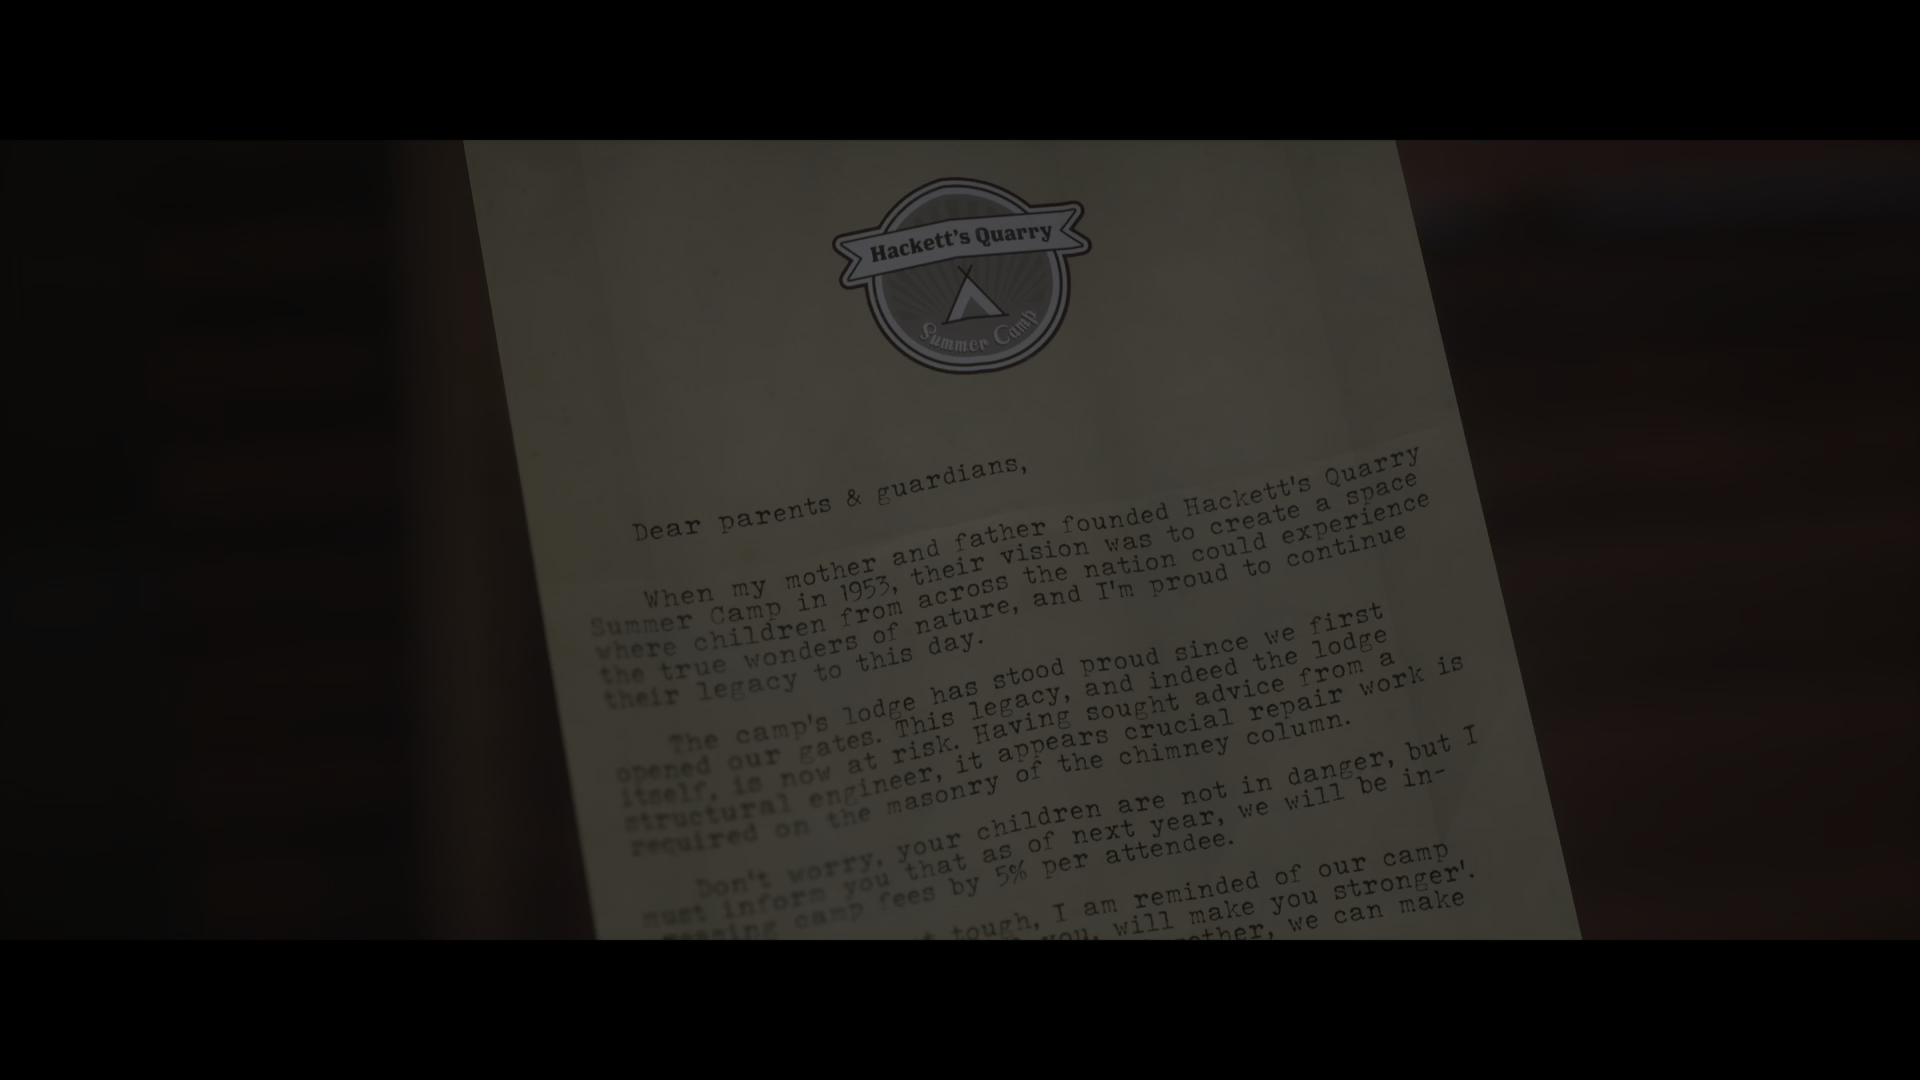 Hackett's Quarry
Summer Camp
Dear parents & guardians,
When my mother and father founded Hackett's Quarry
Summer Camp in 1953, their vision was to create a space
where children from across the nation could experience
the true wonders of nature, and I'm proud to continue
their legacy to this day.
The camp's lodge has stood proud since we first
opened our gates. This legacy, and indeed the lodge
itself, is now at risk. Having sought advice from a
structural engineer, it appears crucial repair work is
required on the masonry of the chimney column.
Don't worry, your children are not in danger, but I
must inform you that as of next year, we will be in-
creasing camp fees by 5% per attendee.
tough, I am reminded of our camp
you, will make you stronger'.
we can make